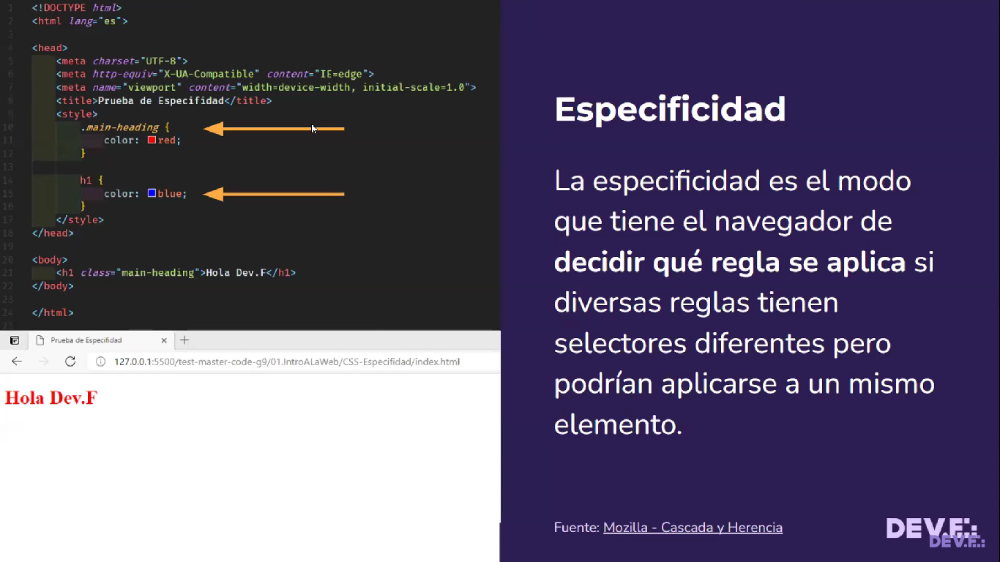 1 <!DOCTYPE html>
2 <html lang="es">
3
4 <head>
5 <meta charset="UTF-8">
6 <meta http-equiv="X-UA-Compatible" content="IE=edge">
7 <meta name="viewport" content="width=device-width, initial-scale=1.0">
8 <title>Prueba de Especifidad</title>
9 <style>
10 .main-heading {
11 color: red;
12 }
13
14 h1 {
15 color: blue;
16 }
17 </style>
18 </head>
19
20 <body>
21 <h1 class="main-heading">Hola Dev.F</h1>
22 </body>
23
24 </html>
25
Prueba de Especifidad
127.0.0.1:5500/test-master-code-g9/01.IntroALaWeb/CSS-Especifidad/index.html
Hola Dev.F
Especificidad
La especificidad es el modo
que tiene el navegador de
decidir qué regla se aplica si
diversas reglas tienen
selectores diferentes pero
podrían aplicarse a un mismo
elemento.
Fuente: Mozilla - Cascada y Herencia
DEV.F.:
DEV.F.: